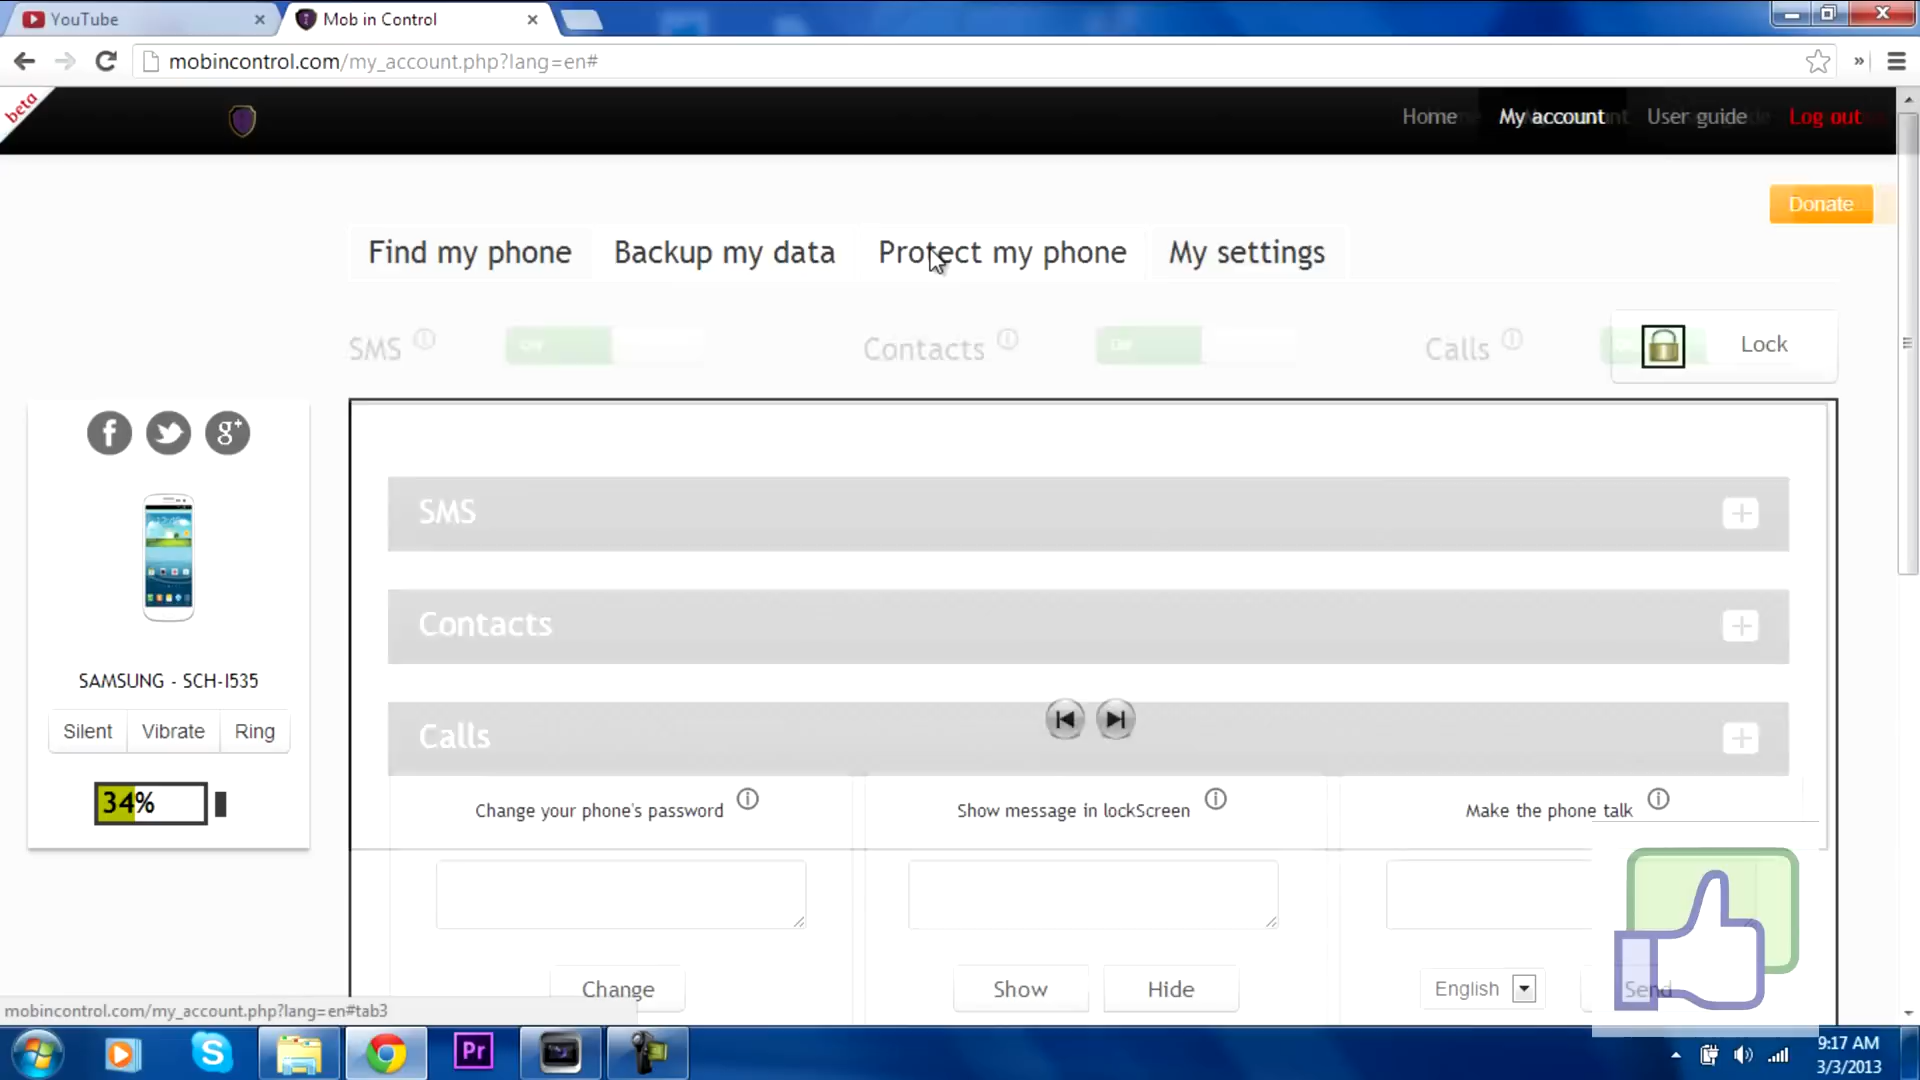 YouTube
Mob in Control
mobincontrol.com/my_account.php?lang=en#
beta
Home
My account
User guide
Log out
Donate
Find my phone
Backup my data
Protect my phone
My settings
SMS
Contacts
Calls
Lock
SMS
Contacts
Calls
SAMSUNG - SCH-I535
Silent
Vibrate
Ring
34%
Change your phone's password
Show message in lockScreen
Make the phone talk
Change
Show
Hide
English
Send
mobincontrol.com/my_account.php?lang=en#tab3
Pr
9:17 AM
3/3/2013